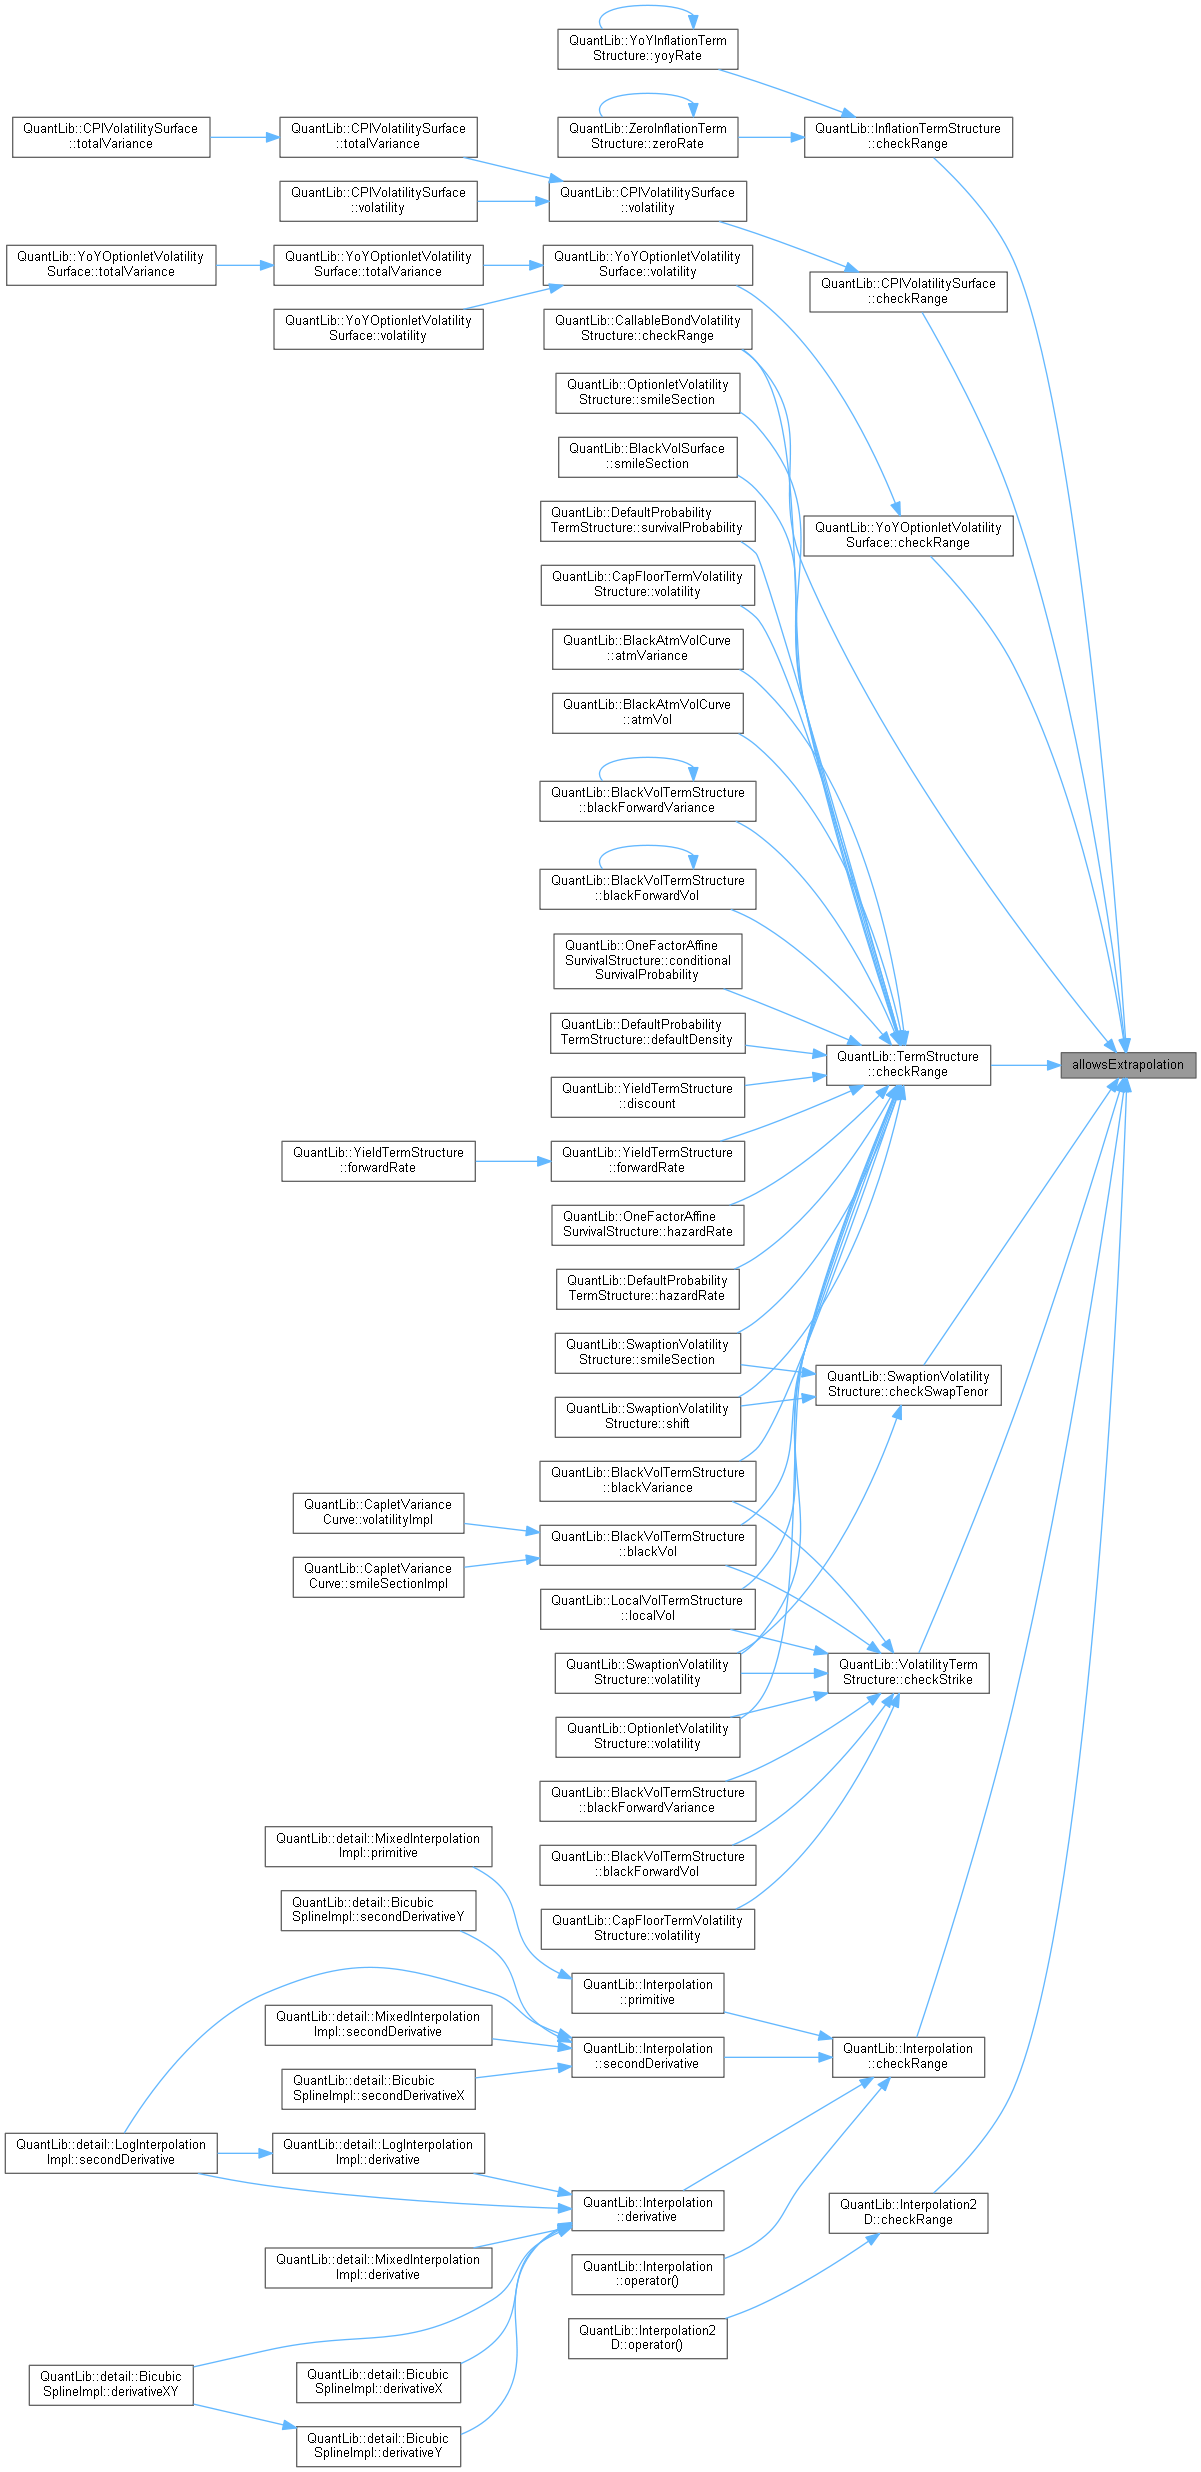 QuantLib::YoYInflationTerm
Structure::yoyRate
QuantLib::CPIVolatilitySurface
::totalVariance
QuantLib::CPIVolatilitySurface
::totalVariance
QuantLib::ZeroInflationTerm
Structure::zeroRate
QuantLib::InflationTermStructure
::checkRange
QuantLib::CPIVolatilitySurface
::volatility
QuantLib::CPIVolatilitySurface
::volatility
QuantLib::YoYOptionletVolatility
Surface::totalVariance
QuantLib::YoYOptionletVolatility
Surface::totalVariance
QuantLib::YoYOptionletVolatility
Surface::volatility
QuantLib::CPIVolatilitySurface
::checkRange
QuantLib::YoYOptionletVolatility
Surface::volatility
QuantLib::CallableBondVolatility
Structure::checkRange
QuantLib::OptionletVolatility
Structure::smileSection
QuantLib::BlackVolSurface
::smileSection
QuantLib::DefaultProbability
TermStructure::survivalProbability
QuantLib::YoYOptionletVolatility
Surface::checkRange
QuantLib::CapFloorTermVolatility
Structure::volatility
QuantLib::BlackAtmVolCurve
::atmVariance
QuantLib::BlackAtmVolCurve
::atmVol
QuantLib::BlackVolTermStructure
::blackForwardVariance
QuantLib::BlackVolTermStructure
::blackForwardVol
QuantLib::OneFactorAffine
SurvivalStructure::conditional
SurvivalProbability
QuantLib::DefaultProbability
TermStructure::defaultDensity
QuantLib::TermStructure
::checkRange
allowsExtrapolation
QuantLib::YieldTermStructure
::discount
QuantLib::YieldTermStructure
::forwardRate
QuantLib::YieldTermStructure
::forwardRate
QuantLib::OneFactorAffine
SurvivalStructure::hazardRate
QuantLib::DefaultProbability
TermStructure::hazardRate
QuantLib::SwaptionVolatility
Structure::smileSection
QuantLib::SwaptionVolatility
Structure::checkSwapTenor
QuantLib::SwaptionVolatility
Structure::shift
QuantLib::BlackVolTermStructure
::blackVariance
QuantLib::CapletVariance
Curve::volatilityImpl
QuantLib::BlackVolTermStructure
::blackVol
QuantLib::CapletVariance
Curve::smileSectionImpl
QuantLib::LocalVolTermStructure
::localVol
QuantLib::SwaptionVolatility
Structure::volatility
QuantLib::VolatilityTerm
Structure::checkStrike
QuantLib::OptionletVolatility
Structure::volatility
QuantLib::BlackVolTermStructure
::blackForwardVariance
QuantLib::detail::MixedInterpolation
Impl::primitive
QuantLib::BlackVolTermStructure
::blackForwardVol
QuantLib::detail::Bicubic
SplineImpl::secondDerivativeY
QuantLib::CapFloorTermVolatility
Structure::volatility
QuantLib::Interpolation
::primitive
QuantLib::detail::MixedInterpolation
Impl::secondDerivative
QuantLib::Interpolation
::secondDerivative
QuantLib::Interpolation
::checkRange
QuantLib::detail::Bicubic
SplineImpl::secondDerivativeX
QuantLib::detail::LogInterpolation
Impl::secondDerivative
QuantLib::detail::LogInterpolation
Impl::derivative
QuantLib::Interpolation
::derivative
QuantLib::Interpolation2
D::checkRange
QuantLib::detail::MixedInterpolation
Impl::derivative
QuantLib::Interpolation
::operator()
QuantLib::Interpolation2
D::operator()
QuantLib::detail::Bicubic
SplineImpl::derivativeXY
QuantLib::detail::Bicubic
SplineImpl::derivativeX
QuantLib::detail::Bicubic
SplineImpl::derivativeY